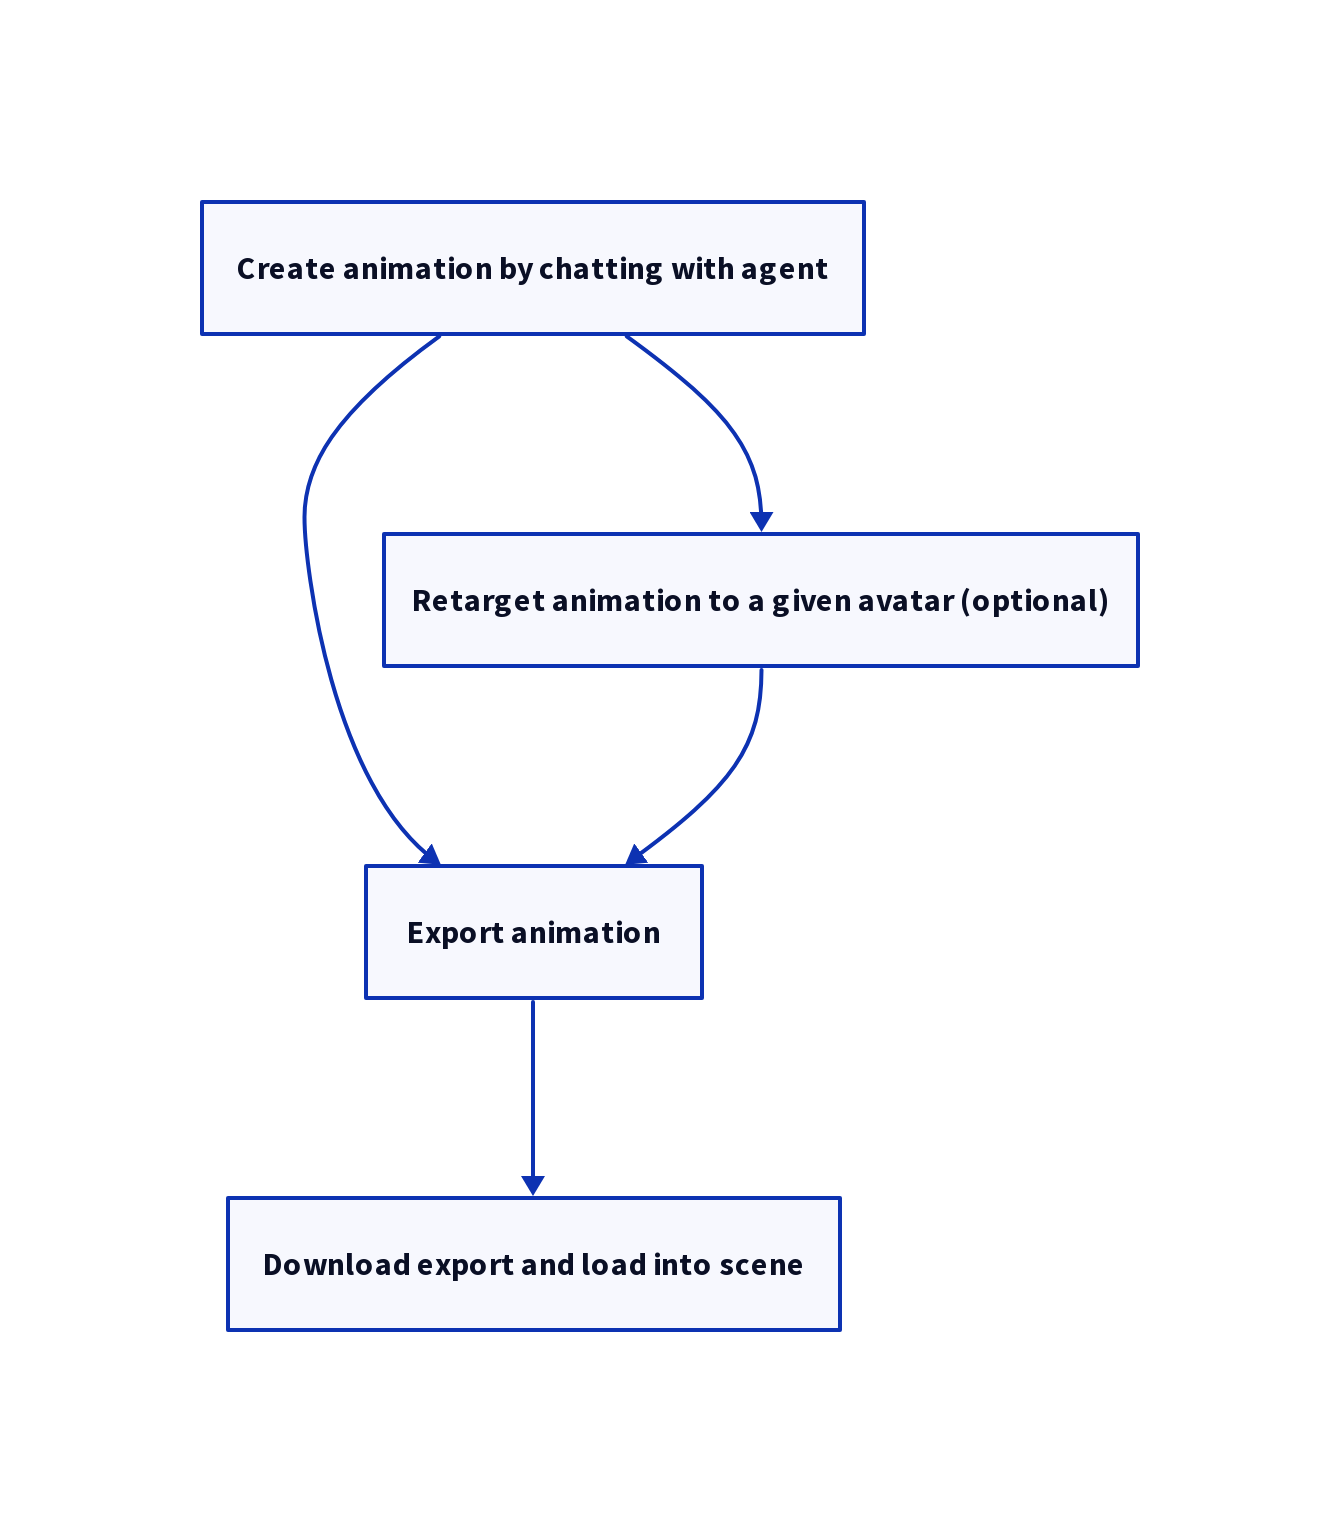 Create animation by chatting with agent
Retarget animation to a given avatar (optional)
Export animation
Download export and load into scene